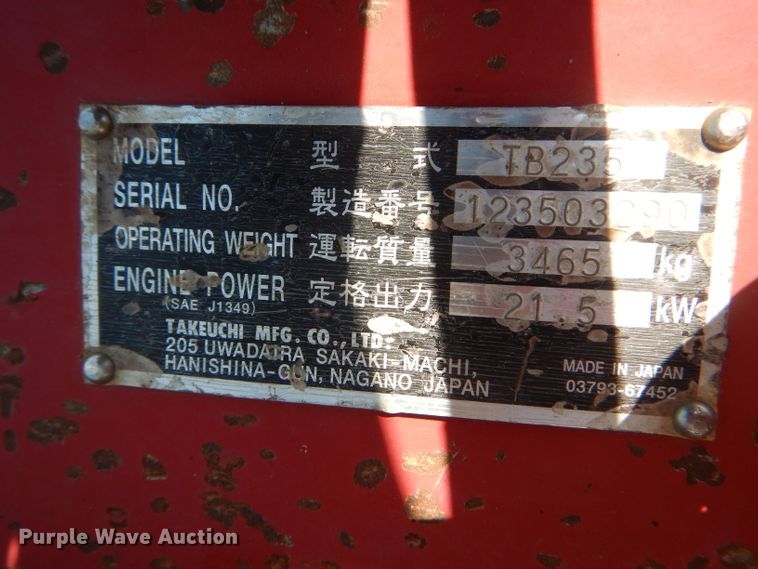 MODEL 型式 TB235
SERIAL NO. 製造番号 123503290
OPERATING WEIGHT 運転質量 3465 kg
ENGINE POWER 定格出力 21.5 kW
(SAE J1349)
TAKEUCHI MFG. CO., LTD.
205 UWADAIRA SAKAKI-MACHI,
HANISHINA-GUN, NAGANO JAPAN
MADE IN JAPAN
03793-67452
Purple Wave Auction